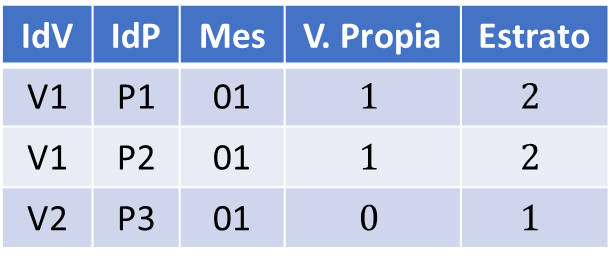 IdV IdP Mes V. Propia Estrato
V1 P1 01 1 2
V1 P2 01 1 2
V2 P3 01 0 1